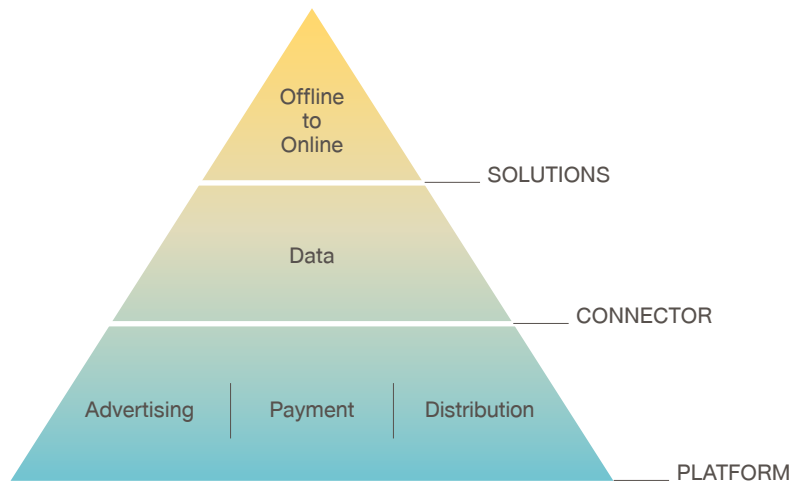 Offline
to
Online
SOLUTIONS
Data
CONNECTOR
Advertising
Payment
Distribution
PLATFORM